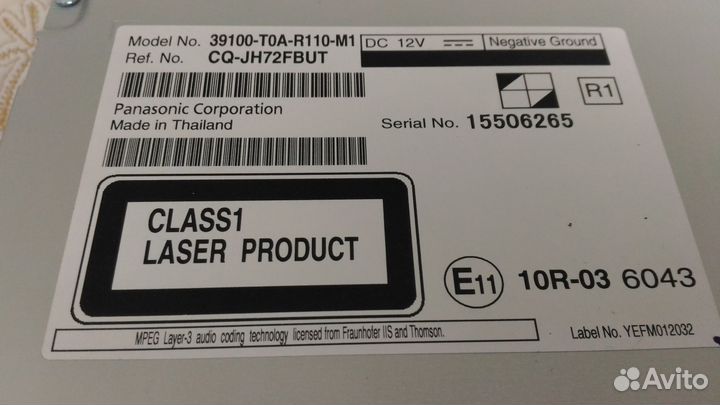 Model No. 39100-T0A-R110-M1
DC 12V Negative Ground
Ref. No. CQ-JH72FBUT
R1
Panasonic Corporation
Made in Thailand
Serial No. 15506265
CLASS1
LASER PRODUCT
E11 10R-03 6043
MPEG Layer-3 audio coding technology licensed from Fraunhofer IIS and Thomson.
Label No. YEFM012032
Avito